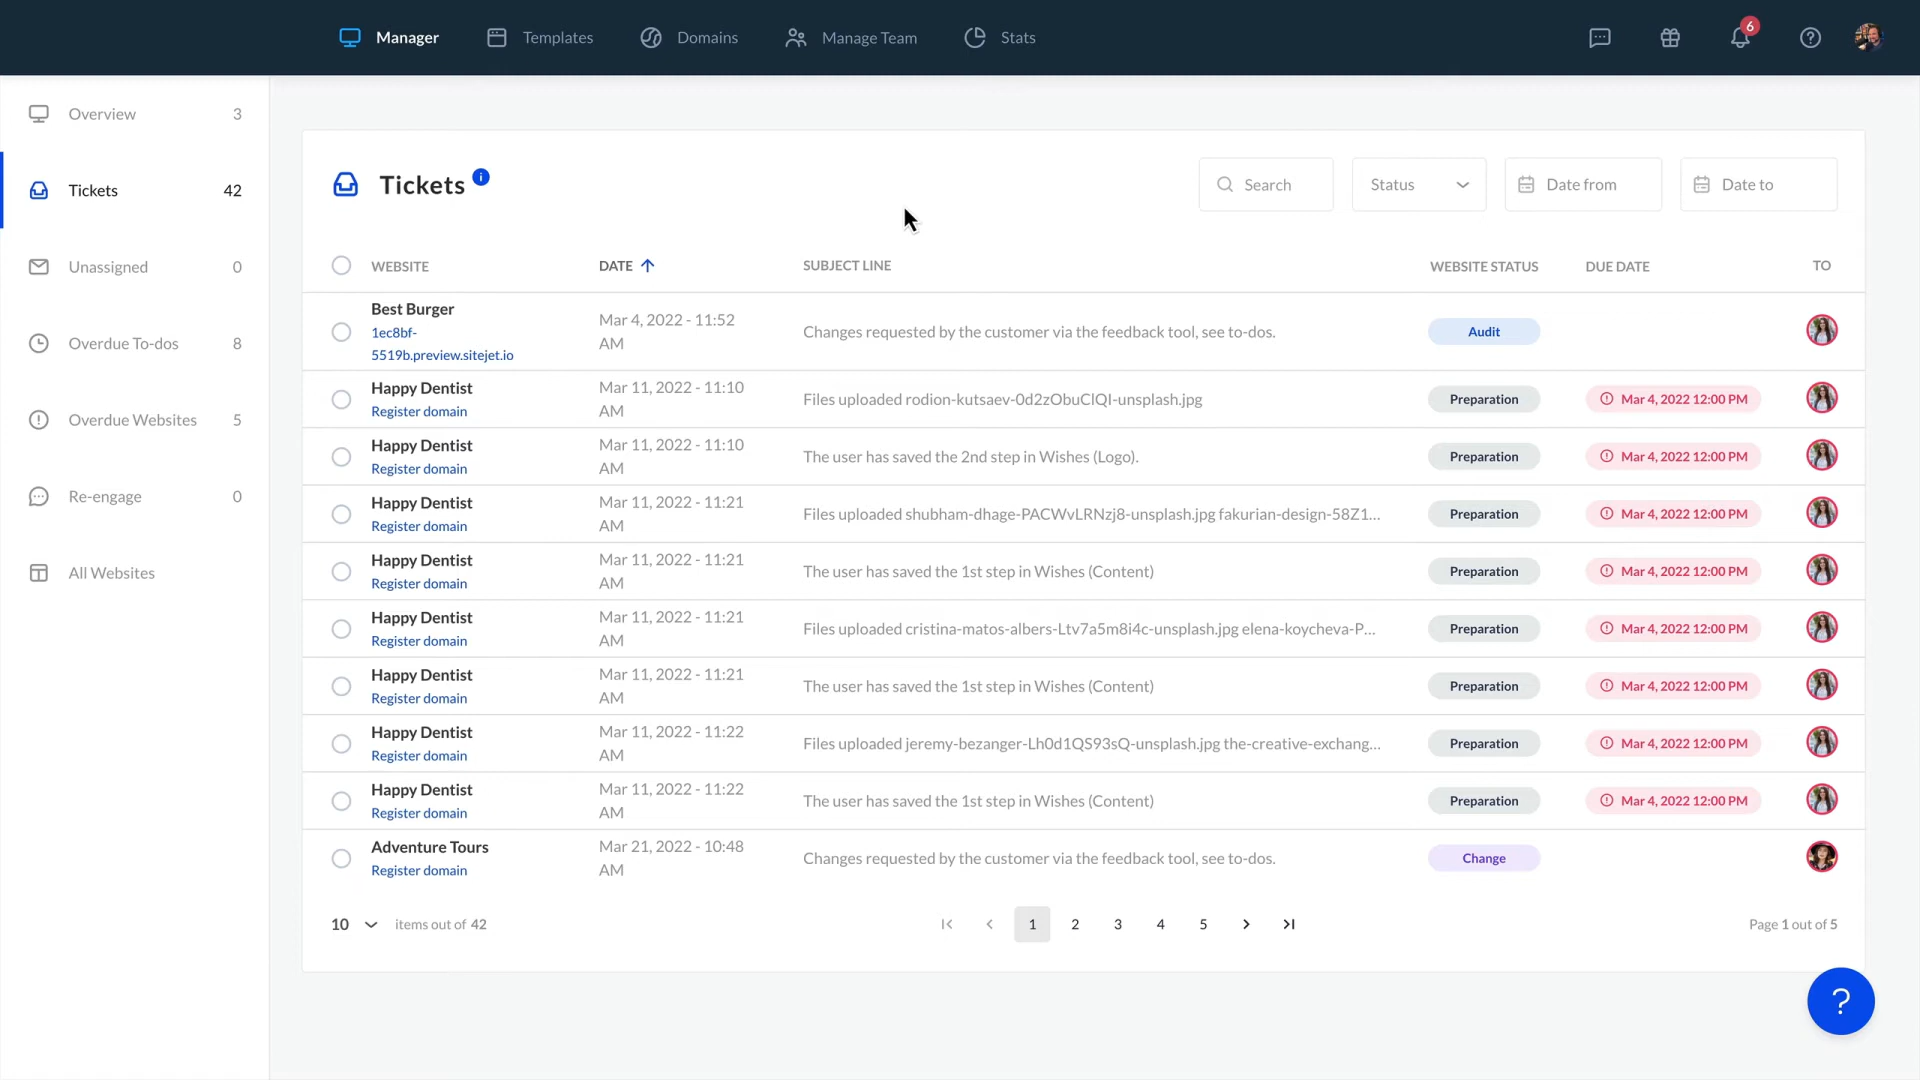 Manager
Templates
Domains
Manage Team
Stats
6
Overview 3
Tickets 42
Unassigned 0
Overdue To-dos 8
Overdue Websites 5
Re-engage 0
All Websites
Tickets i
Search
Status
Date from
Date to
WEBSITE DATE SUBJECT LINE WEBSITE STATUS DUE DATE TO
Best Burger
1ec8bf-
5519b.preview.sitejet.io
Mar 4, 2022 - 11:52
AM
Changes requested by the customer via the feedback tool, see to-dos.
Audit
Happy Dentist
Register domain
Mar 11, 2022 - 11:10
AM
Files uploaded rodion-kutsaev-0d2zObuClQI-unsplash.jpg
Preparation
Mar 4, 2022 12:00 PM
Happy Dentist
Register domain
Mar 11, 2022 - 11:10
AM
The user has saved the 2nd step in Wishes (Logo).
Preparation
Mar 4, 2022 12:00 PM
Happy Dentist
Register domain
Mar 11, 2022 - 11:21
AM
Files uploaded shubham-dhage-PACWvLRNzj8-unsplash.jpg fakurian-design-58Z1...
Preparation
Mar 4, 2022 12:00 PM
Happy Dentist
Register domain
Mar 11, 2022 - 11:21
AM
The user has saved the 1st step in Wishes (Content)
Preparation
Mar 4, 2022 12:00 PM
Happy Dentist
Register domain
Mar 11, 2022 - 11:21
AM
Files uploaded cristina-matos-albers-Ltv7a5m8i4c-unsplash.jpg elena-koycheva-P...
Preparation
Mar 4, 2022 12:00 PM
Happy Dentist
Register domain
Mar 11, 2022 - 11:21
AM
The user has saved the 1st step in Wishes (Content)
Preparation
Mar 4, 2022 12:00 PM
Happy Dentist
Register domain
Mar 11, 2022 - 11:22
AM
Files uploaded jeremy-bezanger-Lh0d1QS93sQ-unsplash.jpg the-creative-exchang...
Preparation
Mar 4, 2022 12:00 PM
Happy Dentist
Register domain
Mar 11, 2022 - 11:22
AM
The user has saved the 1st step in Wishes (Content)
Preparation
Mar 4, 2022 12:00 PM
Adventure Tours
Register domain
Mar 21, 2022 - 10:48
AM
Changes requested by the customer via the feedback tool, see to-dos.
Change
10 items out of 42
1 2 3 4 5
Page 1 out of 5
?